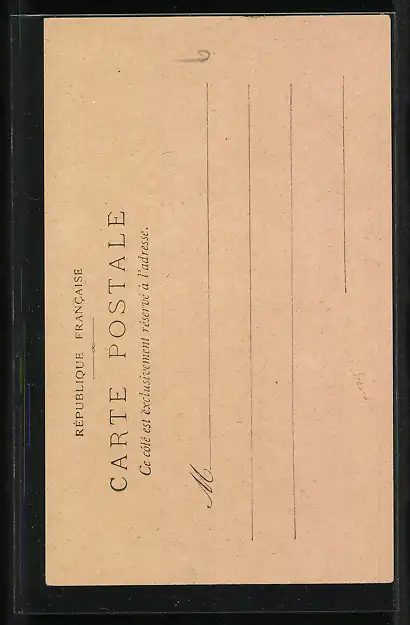 RÉPUBLIQUE FRANÇAISE
CARTE POSTALE
Ce côté est exclusivement réservé à l'adresse.
M